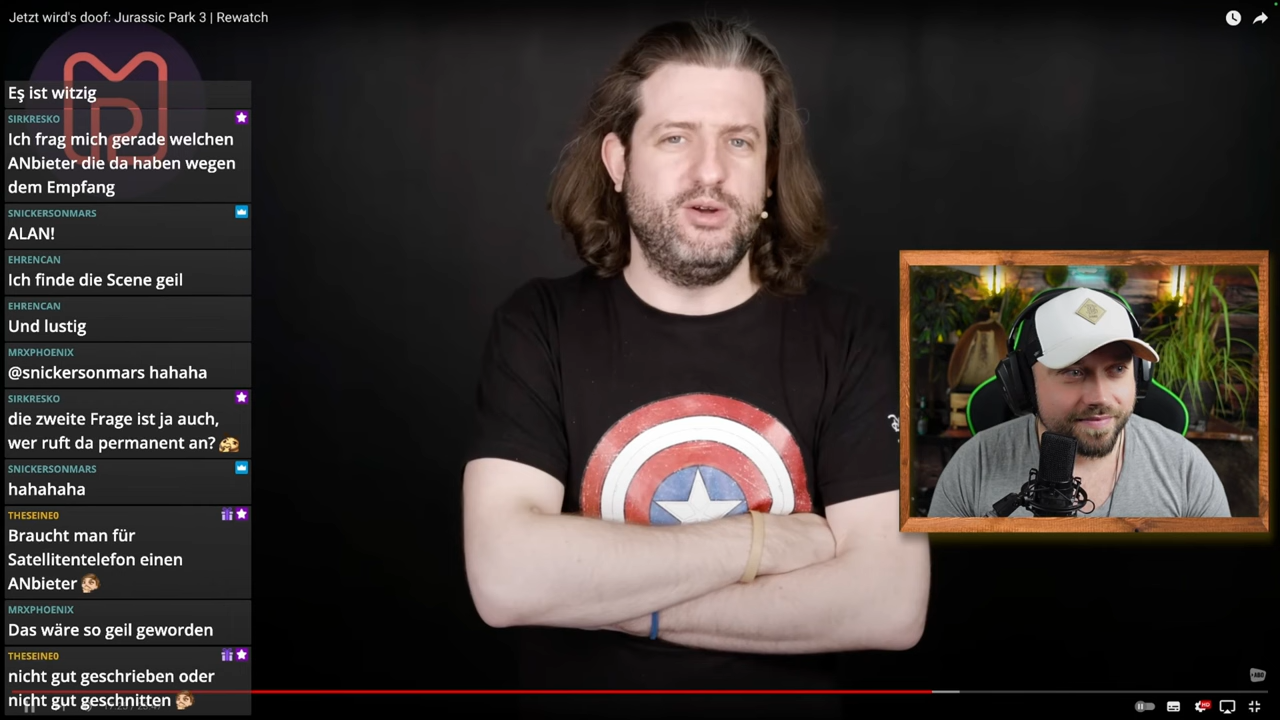 Jetzt wird's doof: Jurassic Park 3 | Rewatch
Es ist witzig
SIRKRESKO
Ich frag mich gerade welchen
ANbieter die da haben wegen
dem Empfang
SNICKERSONMARS
ALAN!
EHRENCAN
Ich finde die Scene geil
EHRENCAN
Und lustig
MRXPHOENIX
@snickersonmars hahaha
SIRKRESKO
die zweite Frage ist ja auch,
wer ruft da permanent an?
SNICKERSONMARS
hahahaha
THESEINE0
Braucht man für
Satellitentelefon einen
ANbieter
MRXPHOENIX
Das wäre so geil geworden
THESEINE0
nicht gut geschrieben oder
nicht gut geschnitten
ABO
HD